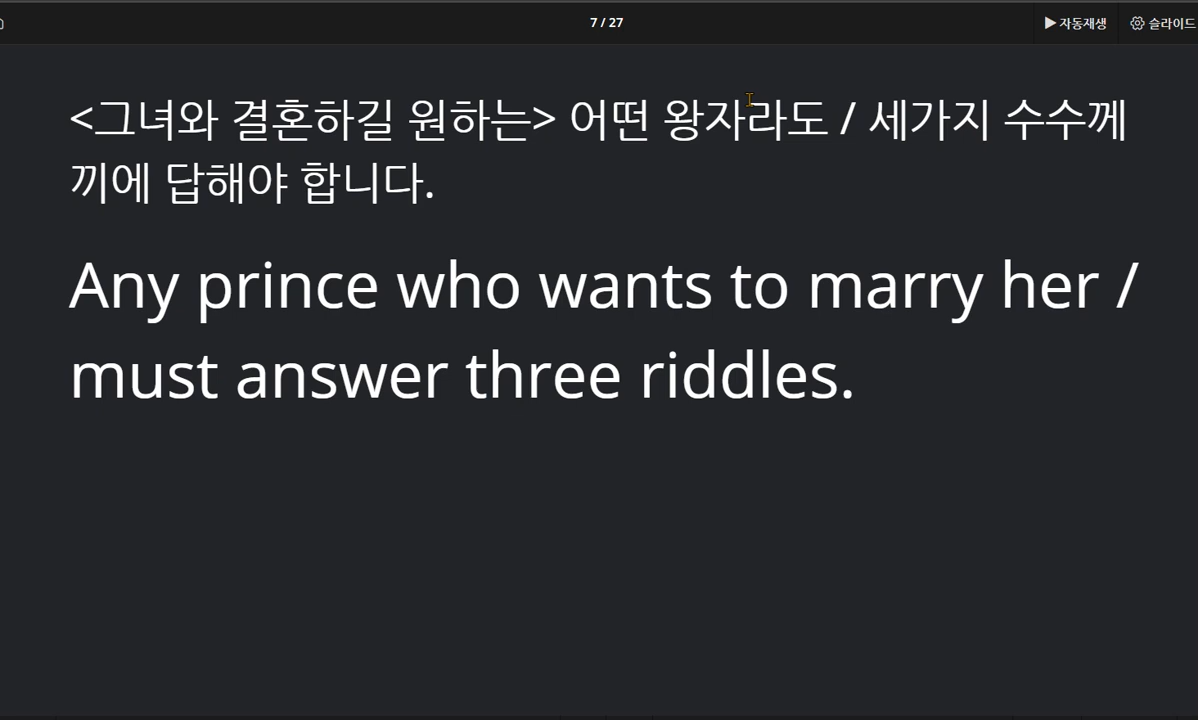 7 / 27
▶ 자동재생
슬라이드
<그녀와 결혼하길 원하는> 어떤 왕자라도 / 세가지 수수께
끼에 답해야 합니다.
Any prince who wants to marry her /
must answer three riddles.